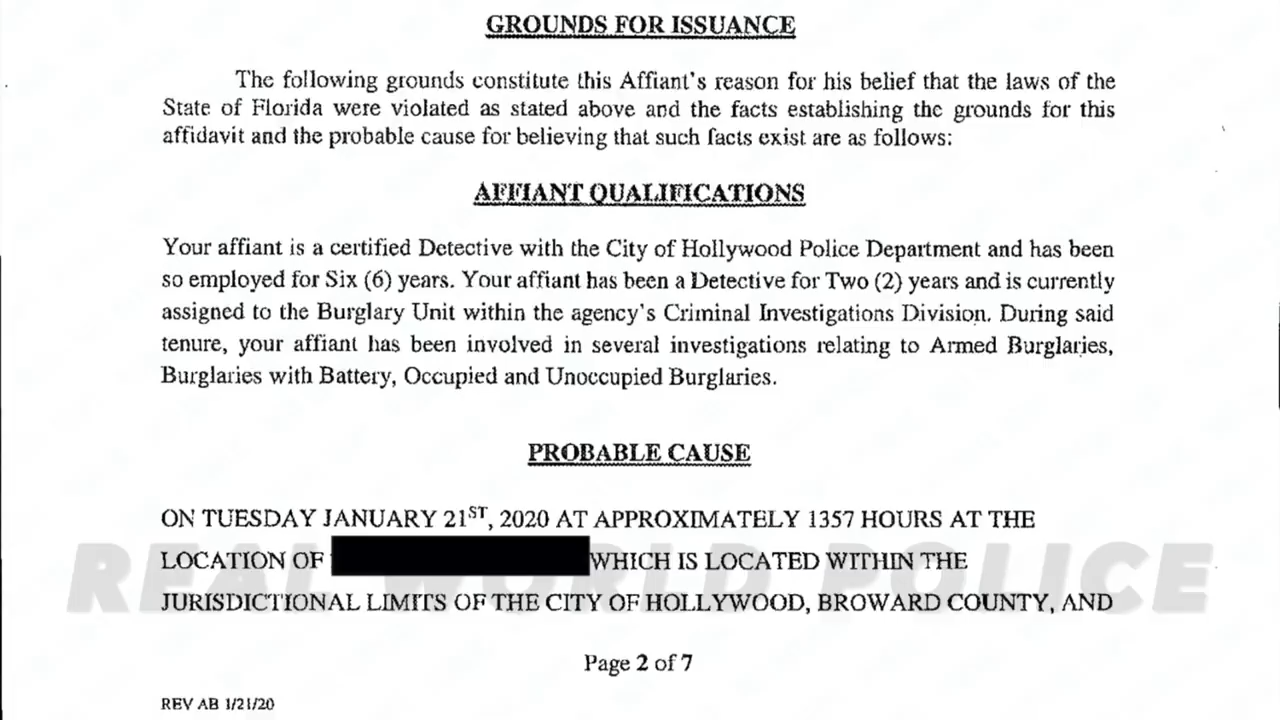 GROUNDS FOR ISSUANCE
The following grounds constitute this Affiant's reason for his belief that the laws of the
State of Florida were violated as stated above and the facts establishing the grounds for this
affidavit and the probable cause for believing that such facts exist are as follows:
AFFIANT QUALIFICATIONS
Your affiant is a certified Detective with the City of Hollywood Police Department and has been
so employed for Six (6) years. Your affiant has been a Detective for Two (2) years and is currently
assigned to the Burglary Unit within the agency's Criminal Investigations Division. During said
tenure, your affiant has been involved in several investigations relating to Armed Burglaries,
Burglaries with Battery, Occupied and Unoccupied Burglaries.
PROBABLE CAUSE
ON TUESDAY JANUARY 21ST, 2020 AT APPROXIMATELY 1357 HOURS AT THE
LOCATION OF WHICH IS LOCATED WITHIN THE
REAL WORLD POLICE
JURISDICTIONAL LIMITS OF THE CITY OF HOLLYWOOD, BROWARD COUNTY, AND
Page 2 of 7
REV AB 1/21/20